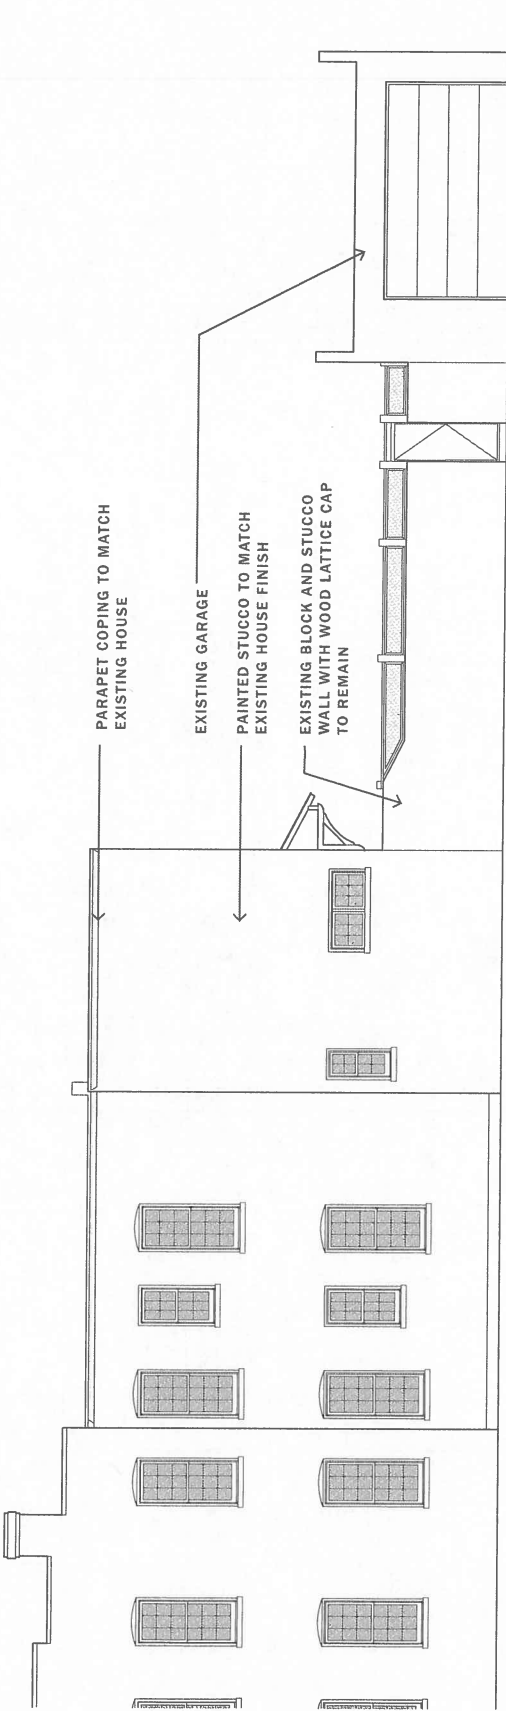 PARAPET COPING TO MATCH
EXISTING HOUSE
EXISTING GARAGE
PAINTED STUCCO TO MATCH
EXISTING HOUSE FINISH
EXISTING BLOCK AND STUCCO
WALL WITH WOOD LATTICE CAP
TO REMAIN